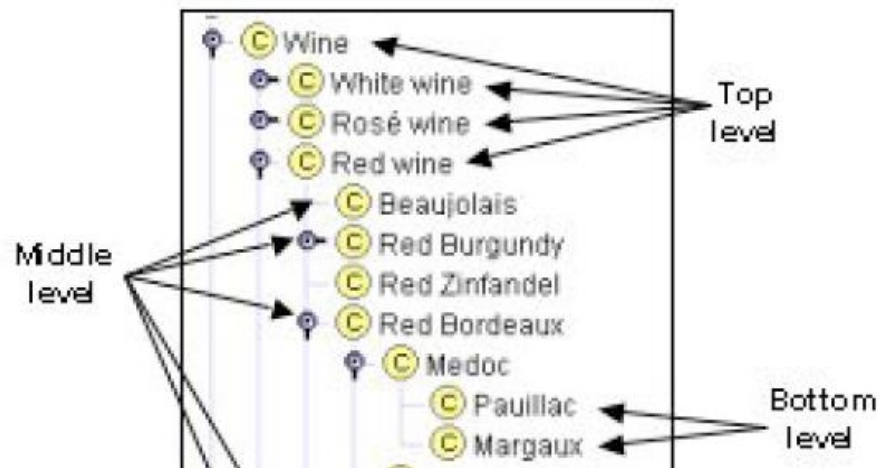 C Wine
C White wine
C Rosé wine
C Red wine
Top
level
C Beaujolais
C Red Burgundy
C Red Zinfandel
C Red Bordeaux
Middle
level
C Medoc
C Pauillac
C Margaux
Bottom
level